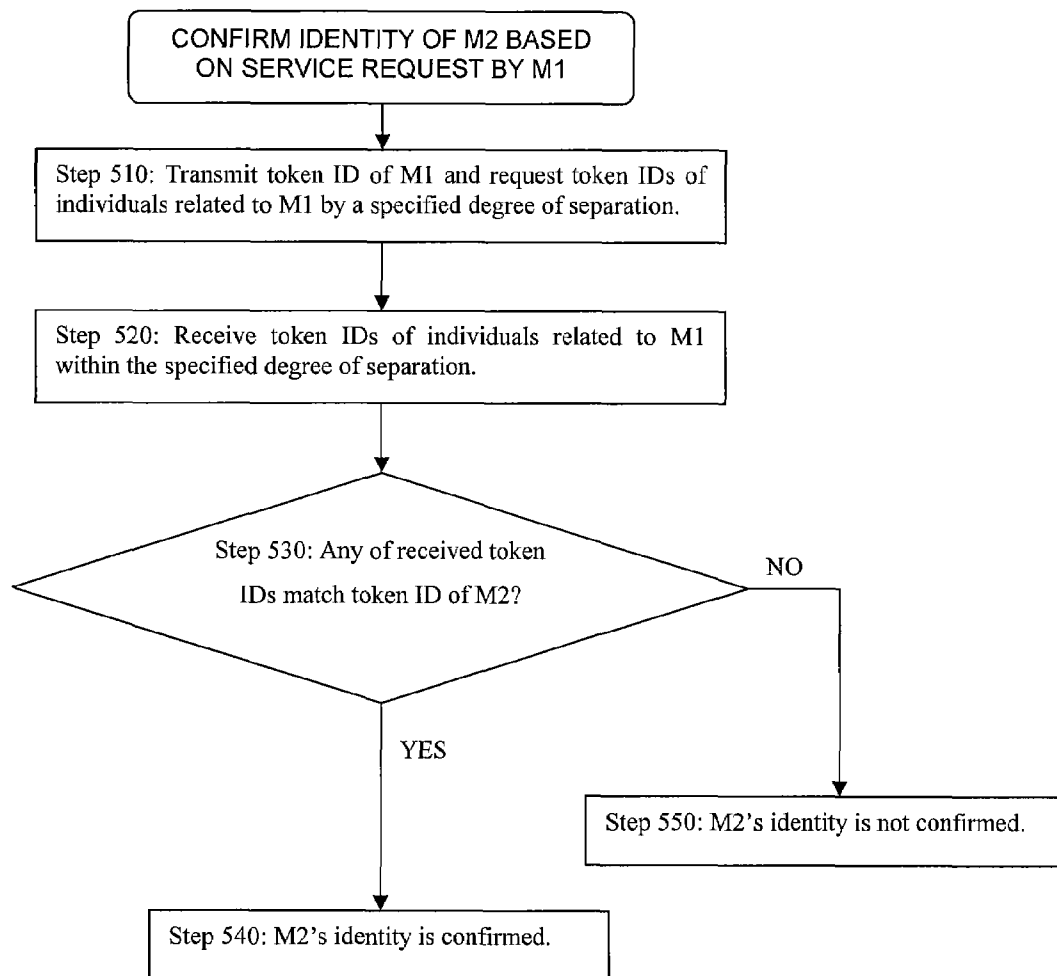 CONFIRM IDENTITY OF M2 BASED
ON SERVICE REQUEST BY M1
Step 510: Transmit token ID of M1 and request token IDs of
individuals related to M1 by a specified degree of separation.
Step 520: Receive token IDs of individuals related to M1
within the specified degree of separation.
Step 530: Any of received token
IDs match token ID of M2?
NO
YES
Step 550: M2's identity is not confirmed.
Step 540: M2's identity is confirmed.